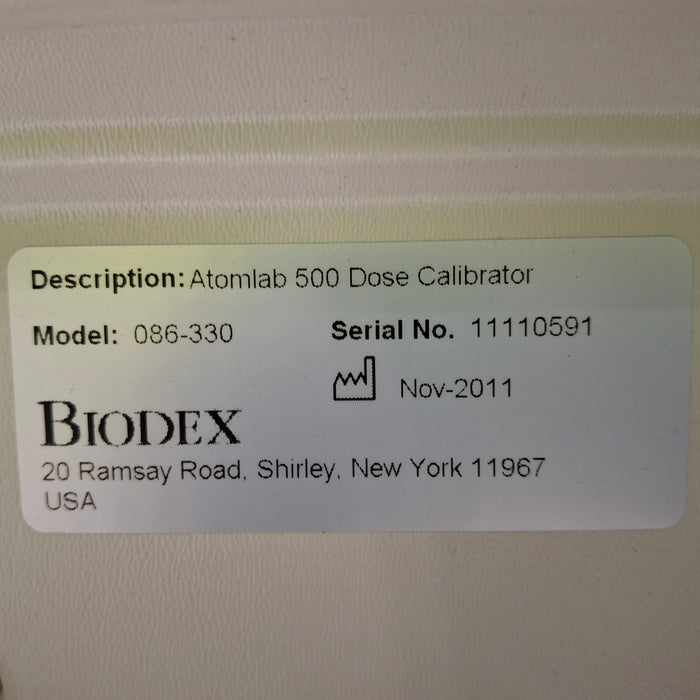 Description: Atomlab 500 Dose Calibrator
Model: 086-330 Serial No. 11110591
Nov-2011
BIODEX
20 Ramsay Road, Shirley, New York 11967
USA